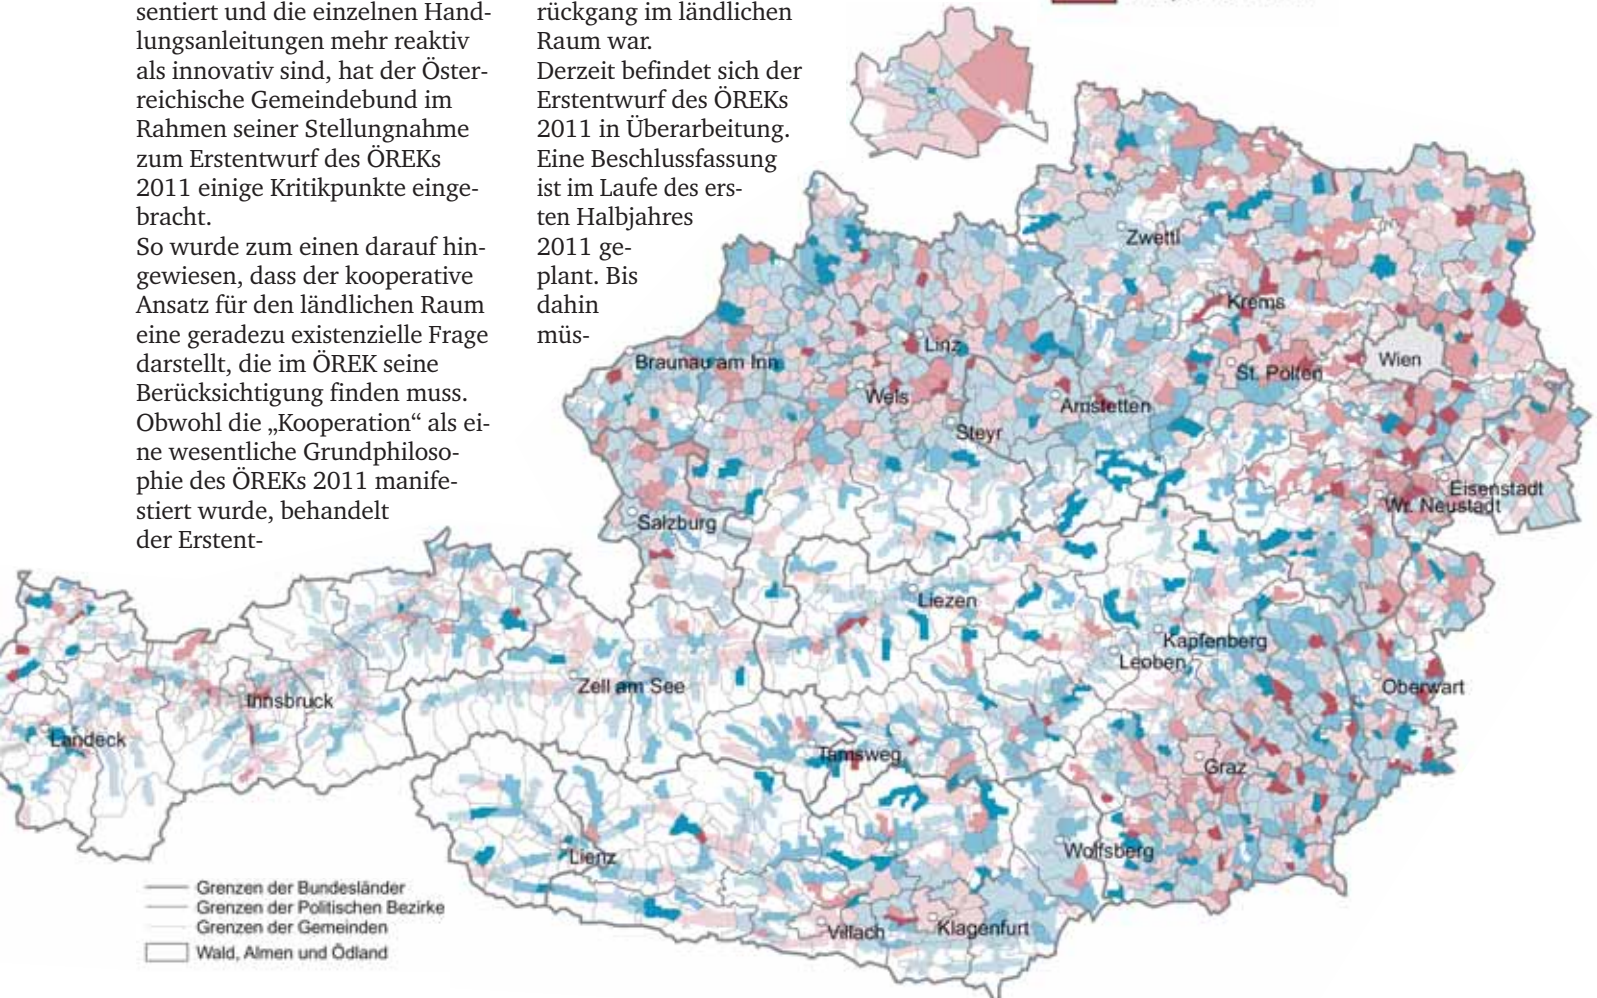 sentiert und die einzelnen Hand-
lungsanleitungen mehr reaktiv
als innovativ sind, hat der Öster-
reichische Gemeindebund im
Rahmen seiner Stellungnahme
zum Erstentwurf des ÖREKs
2011 einige Kritikpunkte einge-
bracht.
So wurde zum einen darauf hin-
gewiesen, dass der kooperative
Ansatz für den ländlichen Raum
eine geradezu existenzielle Frage
darstellt, die im ÖREK seine
Berücksichtigung finden muss.
Obwohl die „Kooperation“ als ei-
ne wesentliche Grundphiloso-
phie des ÖREKs 2011 manife-
stiert wurde, behandelt
der Erstent-
rückgang im ländlichen
Raum war.
Derzeit befindet sich der
Erstentwurf des ÖREKs
2011 in Überarbeitung.
Eine Beschlussfassung
ist im Laufe des ers-
ten Halbjahres
2011 ge-
plant. Bis
dahin
müs-
Zwettl
Krems
Linz
Braunau am Inn
Wien
St. Pölten
Wels
Amstetten
Steyr
Eisenstadt
Wr. Neustadt
Salzburg
Liezen
Kapfenberg
Leoben
Zell am See
Oberwart
Innsbruck
Landeck
Tamsweg
Graz
Wolfsberg
Lienz
Villach
Klagenfurt
Grenzen der Bundesländer
Grenzen der Politischen Bezirke
Grenzen der Gemeinden
Wald, Almen und Ödland